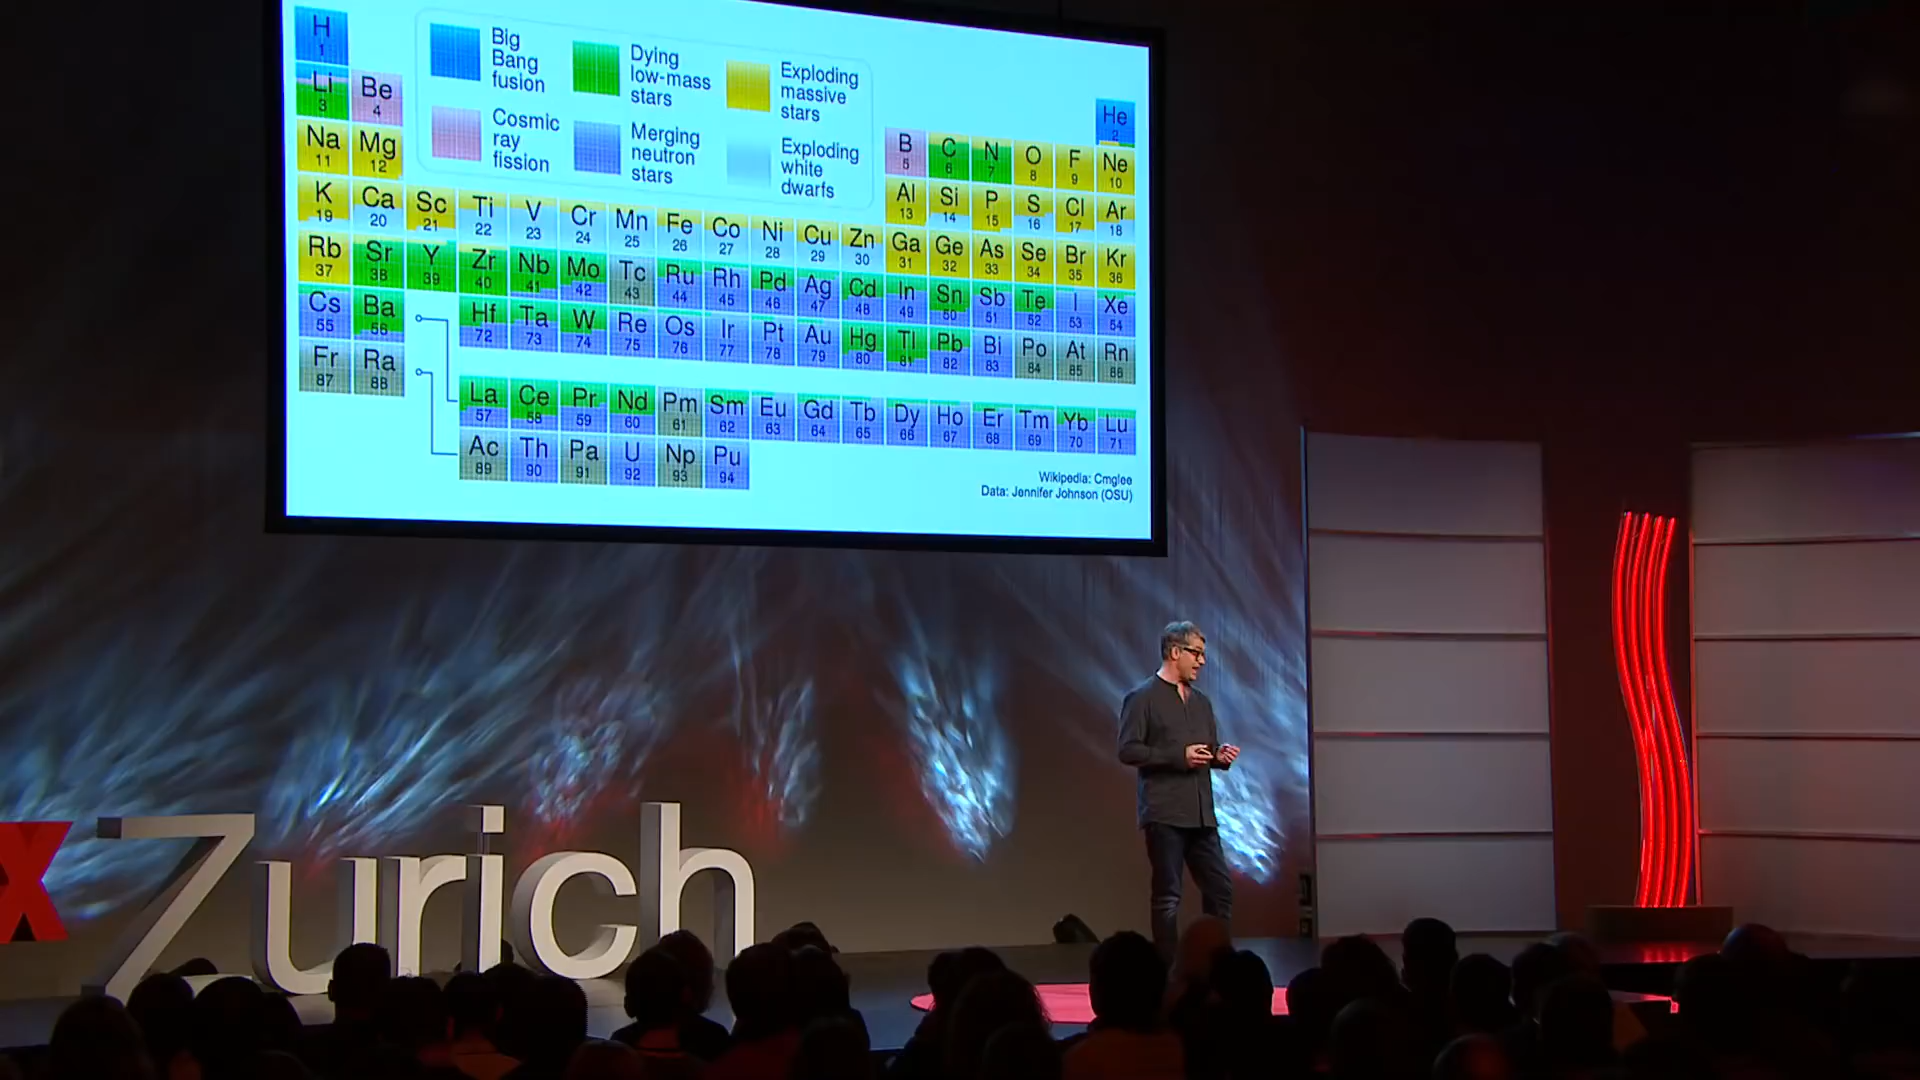 H
1
Big
Bang
fusion
Dying
low-mass
stars
Exploding
massive
stars
Cosmic
ray
fission
Merging
neutron
stars
Exploding
white
dwarfs
He
2
Li Be B C N O F Ne
3 4 5 6 7 8 9 10
Na Mg Al Si P S Cl Ar
11 12 13 14 15 16 17 18
K Ca Sc Ti V Cr Mn Fe Co Ni Cu Zn Ga Ge As Se Br Kr
19 20 21 22 23 24 25 26 27 28 29 30 31 32 33 34 35 36
Rb Sr Y Zr Nb Mo Tc Ru Rh Pd Ag Cd In Sn Sb Te I Xe
37 38 39 40 41 42 43 44 45 46 47 48 49 50 51 52 53 54
Cs Ba Hf Ta W Re Os Ir Pt Au Hg Tl Pb Bi Po At Rn
55 56 72 73 74 75 76 77 78 79 80 81 82 83 84 85 86
Fr Ra
87 88
La Ce Pr Nd Pm Sm Eu Gd Tb Dy Ho Er Tm Yb Lu
57 58 59 60 61 62 63 64 65 66 67 68 69 70 71
Ac Th Pa U Np Pu
89 90 91 92 93 94
Wikipedia: Cmglee
Data: Jennifer Johnson (OSU)
x Zurich